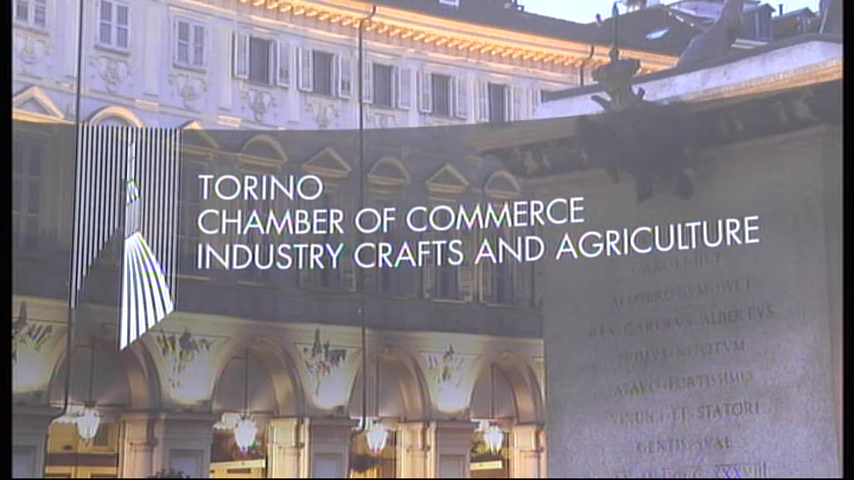 TORINO
CHAMBER OF COMMERCE
INDUSTRY CRAFTS AND AGRICULTURE
ALLOBROGVM DVCI
REX CAROLVS ALBERTVS
ATAVO FORTISSIMO
VINDICI ET STATORI
GENTIS SVAE